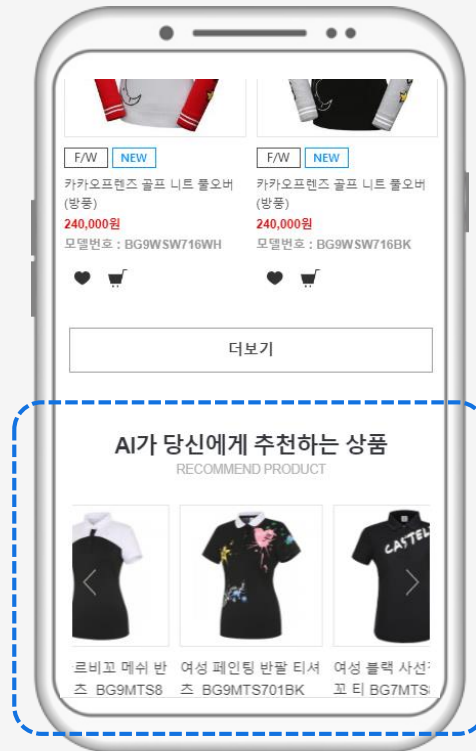 F/W NEW
F/W NEW
카카오프렌즈 골프 니트 풀오버
(방풍)
240,000원
모델번호 : BG9WSW716WH
카카오프렌즈 골프 니트 풀오버
(방풍)
240,000원
모델번호 : BG9WSW716BK
더보기
AI가 당신에게 추천하는 상품
RECOMMEND PRODUCT
CASTEL
르비꼬 메쉬 반
츠 BG9MTS8
여성 페인팅 반팔 티셔
츠 BG9MTS701BK
여성 블랙 사선
꼬 티 BG7MTS